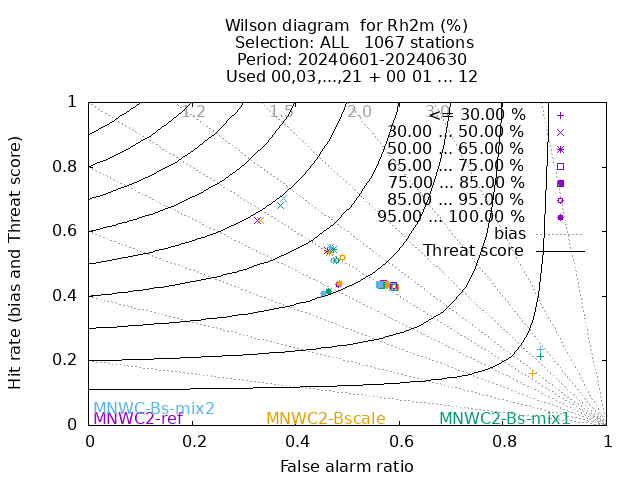 Wilson diagram  for Rh2m (%)
Selection: ALL   1067 stations
Period: 20240601-20240630
Used 00,03,...,21 + 00 01 ... 12
1.2 1.5 2.0 3.0
<= 30.00 %
30.00 ... 50.00 %
50.00 ... 65.00 %
65.00 ... 75.00 %
75.00 ... 85.00 %
85.00 ... 95.00 %
95.00 ... 100.00 %
bias
Threat score
Hit rate (bias and Threat score)
1
0.8
0.6
0.4
0.2
0
MNWC-Bs-mix2
MNWC2-ref MNWC2-Bscale MNWC2-Bs-mix1
0 0.2 0.4 0.6 0.8 1
False alarm ratio